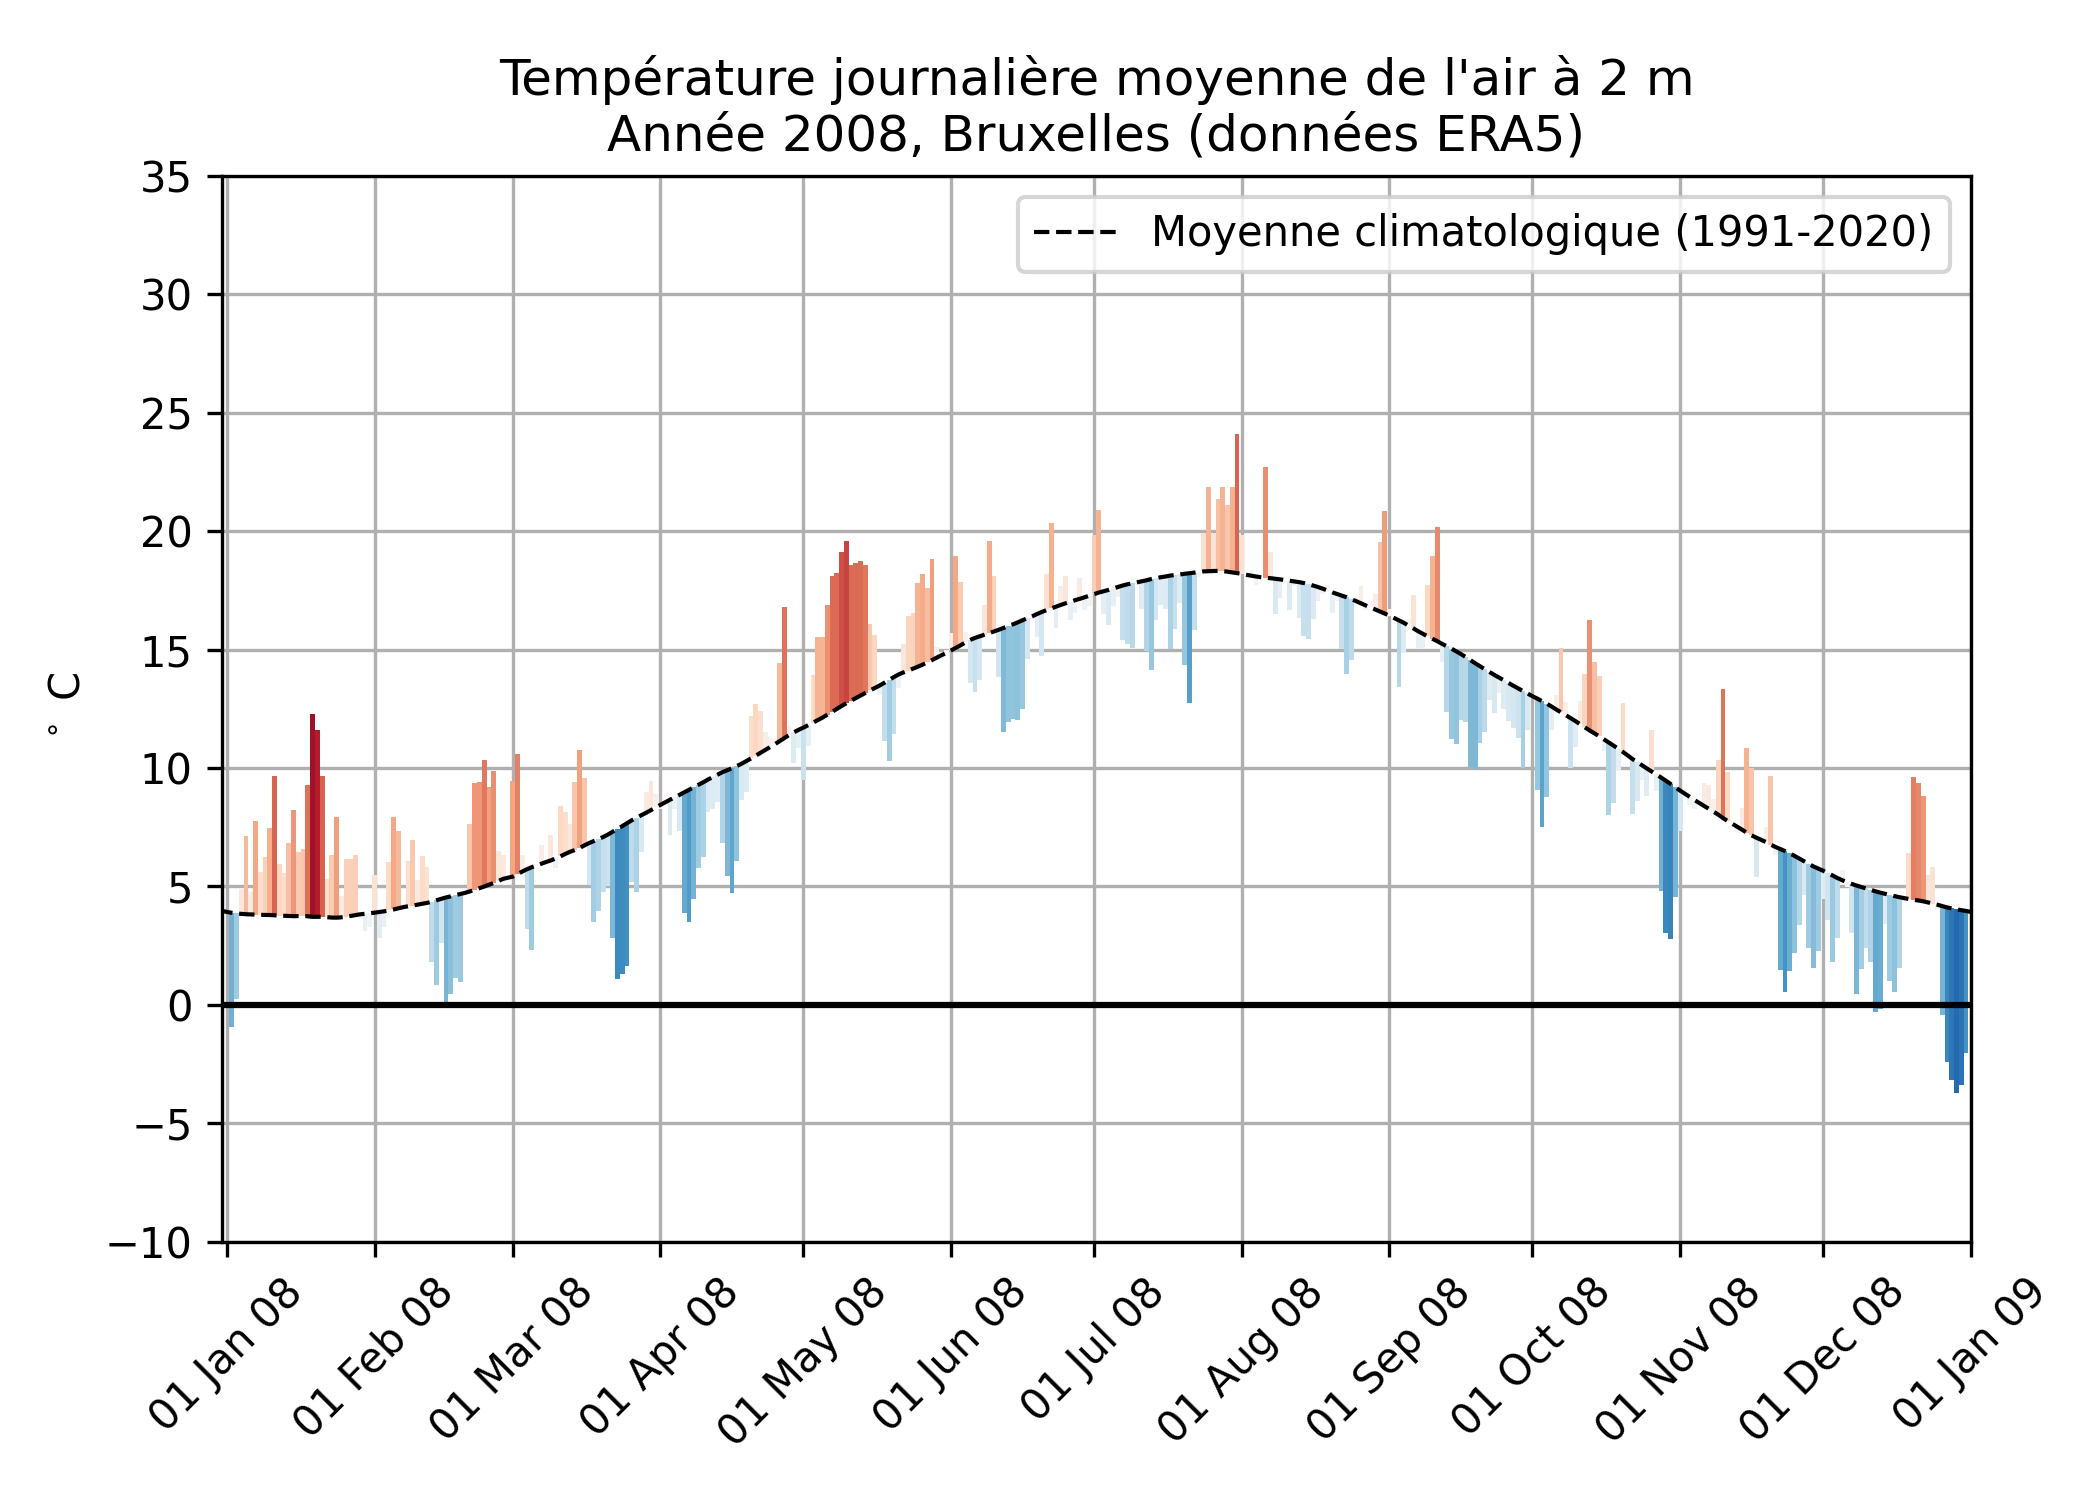 Température journalière moyenne de l'air à 2 m
Année 2008, Bruxelles (données ERA5)
35
30
25
20
15
10
5
0
−5
−10
° C
Moyenne climatologique (1991-2020)
01 Jan 08
01 Feb 08
01 Mar 08
01 Apr 08
01 May 08
01 Jun 08
01 Jul 08
01 Aug 08
01 Sep 08
01 Oct 08
01 Nov 08
01 Dec 08
01 Jan 09